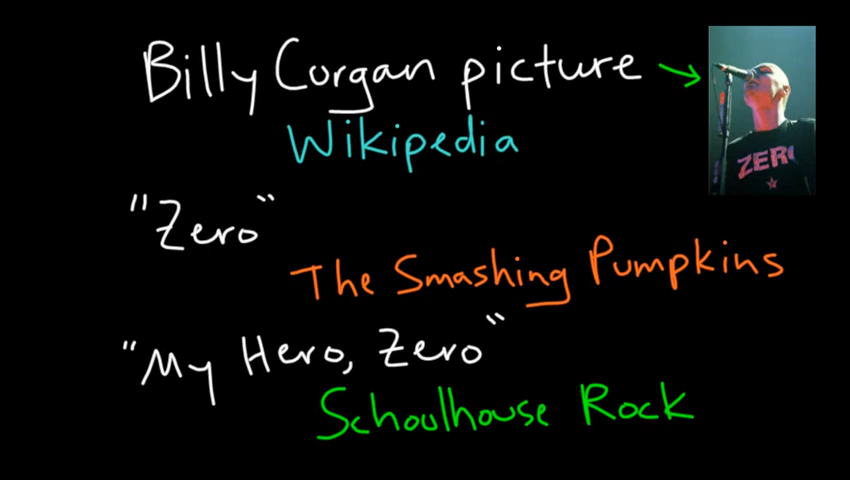 Billy Corgan picture →
ZERO
Wikipedia
"Zero"
The Smashing Pumpkins
"My Hero, Zero"
Schoolhouse Rock